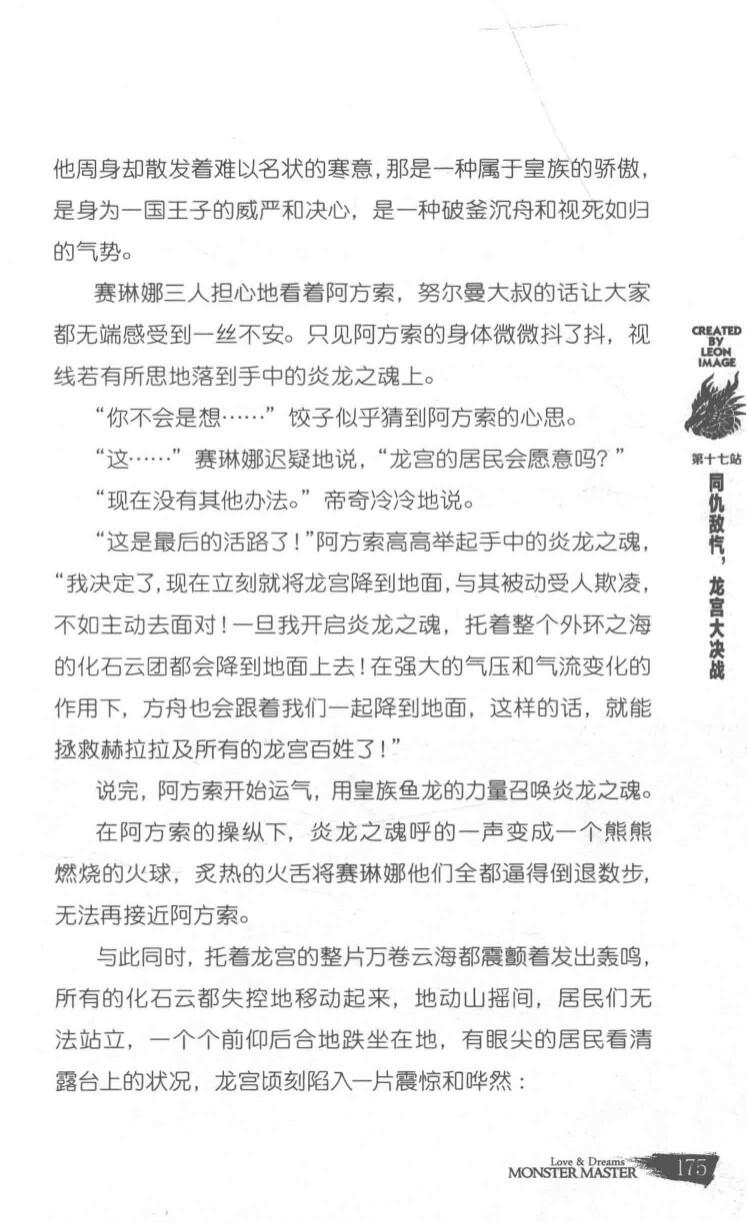 他周身却散发着难以名状的寒意，那是一种属于皇族的骄傲，
是身为一国王子的威严和决心，是一种破釜沉舟和视死如归
的气势。
赛琳娜三人担心地看着阿方索，努尔曼大叔的话让大家
都无端感受到一丝不安。只见阿方索的身体微微抖了抖，视
线若有所思地落到手中的炎龙之魂上。
“你不会是想……”饺子似乎猜到阿方索的心思。
“这……”赛琳娜迟疑地说，“龙宫的居民会愿意吗？”
“现在没有其他办法。”帝奇冷冷地说。
“这是最后的活路了！”阿方索高高举起手中的炎龙之魂，
“我决定了，现在立刻就将龙宫降到地面，与其被动受人欺凌，
不如主动去面对！一旦我开启炎龙之魂，托着整个外环之海
的化石云团都会降到地面上去！在强大的气压和气流变化的
作用下，方舟也会跟着我们一起降到地面，这样的话，就能
拯救赫拉拉及所有的龙宫百姓了！”
说完，阿方索开始运气，用皇族鱼龙的力量召唤炎龙之魂。
在阿方索的操纵下，炎龙之魂呼的一声变成一个熊熊
燃烧的火球，炙热的火舌将赛琳娜他们全都逼得倒退数步，
无法再接近阿方索。
与此同时，托着龙宫的整片万卷云海都震颤着发出轰鸣，
所有的化石云都失控地移动起来，地动山摇间，居民们无
法站立，一个个前仰后合地跌坐在地，有眼尖的居民看清
露台上的状况，龙宫顷刻陷入一片震惊和哗然：
CREATED
BY
LEON
IMAGE
第十七站
同仇敌忾，龙宫大决战
Love & Dreams
MONSTER MASTER
175